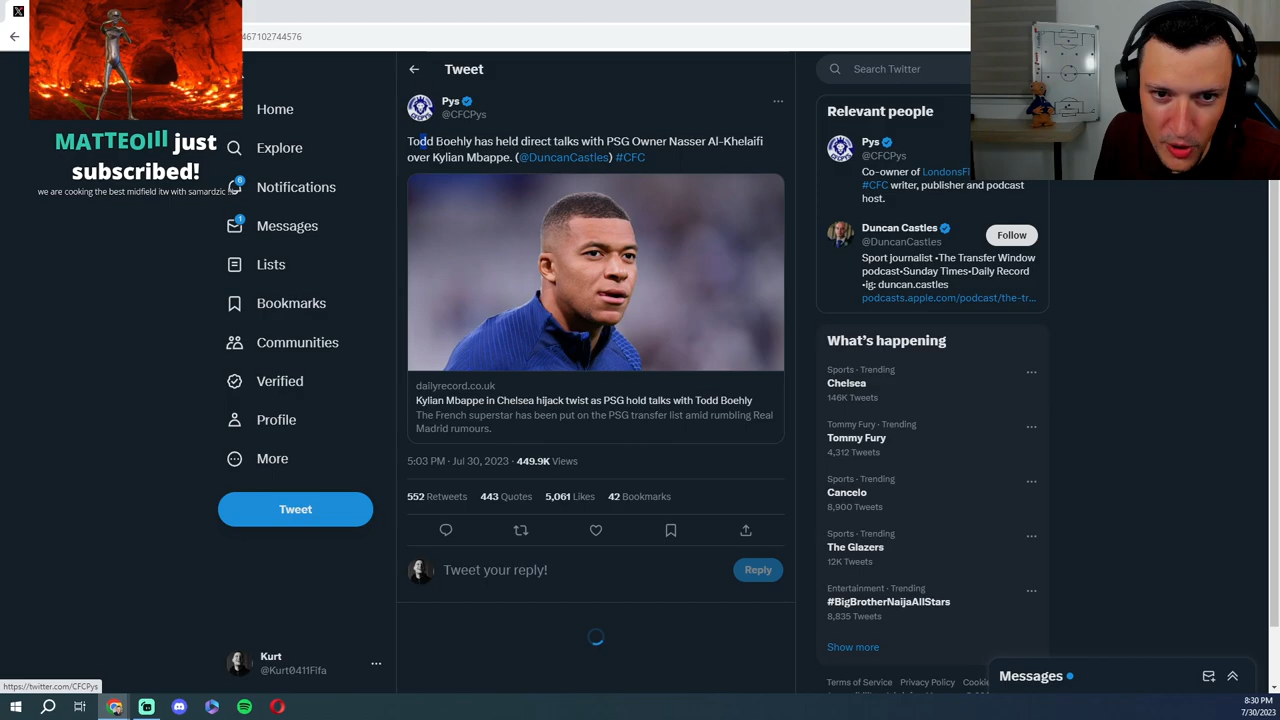 467102744576
MATTEOIII just
subscribed!
we are cooking the best midfield itw with samardzic
Home
Explore
6
Notifications
1
Messages
Lists
Bookmarks
Communities
Verified
Profile
More
Tweet
Kurt
@Kurt0411Fifa
https://twitter.com/CFCPys
Tweet
Pys
@CFCPys
Todd Boehly has held direct talks with PSG Owner Nasser Al-Khelaifi
over Kylian Mbappe. (@DuncanCastles) #CFC
dailyrecord.co.uk
Kylian Mbappe in Chelsea hijack twist as PSG hold talks with Todd Boehly
The French superstar has been put on the PSG transfer list amid rumbling Real
Madrid rumours.
5:03 PM · Jul 30, 2023 · 449.9K Views
552 Retweets 443 Quotes 5,061 Likes 42 Bookmarks
Tweet your reply!
Reply
Search Twitter
Relevant people
Pys
@CFCPys
Co-owner of LondonsFi
#CFC writer, publisher and podcast
host.
Duncan Castles
@DuncanCastles
Follow
Sport journalist •The Transfer Window
podcast•Sunday Times•Daily Record
•ig: duncan.castles
podcasts.apple.com/podcast/the-tr…
What's happening
Sports · Trending
Chelsea
146K Tweets
Tommy Fury · Trending
Tommy Fury
4,312 Tweets
Sports · Trending
Cancelo
8,900 Tweets
Sports · Trending
The Glazers
12K Tweets
Entertainment · Trending
#BigBrotherNaijaAllStars
8,835 Tweets
Show more
Terms of Service Privacy Policy Cookie
Messages
8:30 PM
7/30/2023